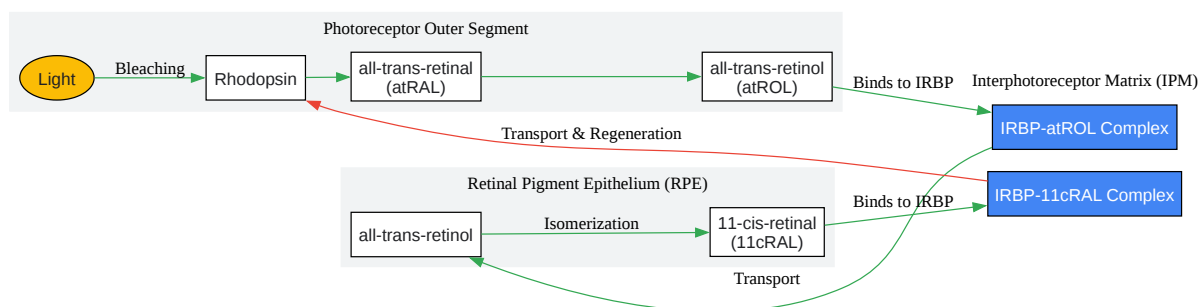 Photoreceptor Outer Segment
Light
Bleaching
Rhodopsin
all-trans-retinal
(atRAL)
all-trans-retinol
(atROL)
Binds to IRBP
Interphotoreceptor Matrix (IPM)
IRBP-atROL Complex
Transport & Regeneration
IRBP-11cRAL Complex
Retinal Pigment Epithelium (RPE)
all-trans-retinol
Isomerization
11-cis-retinal
(11cRAL)
Binds to IRBP
Transport